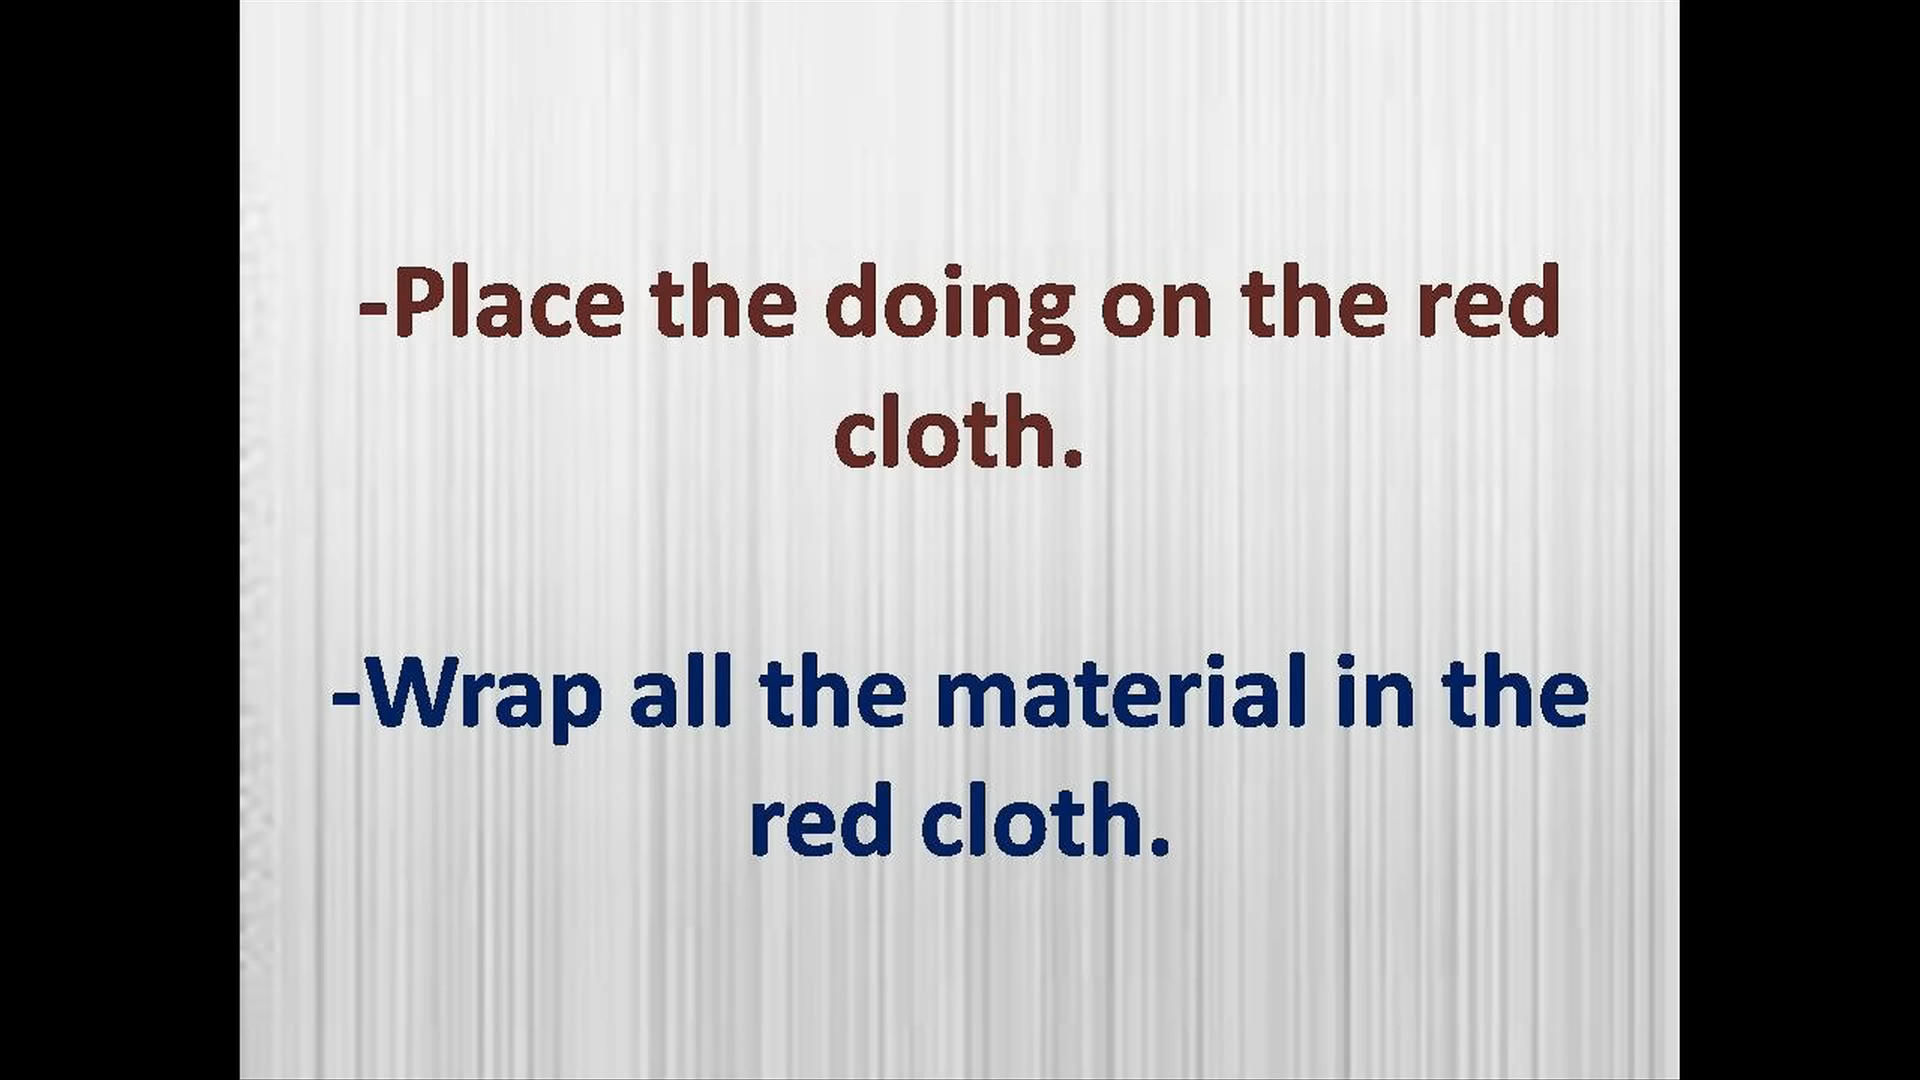 -Place the doing on the red
cloth.
-Wrap all the material in the
red cloth.